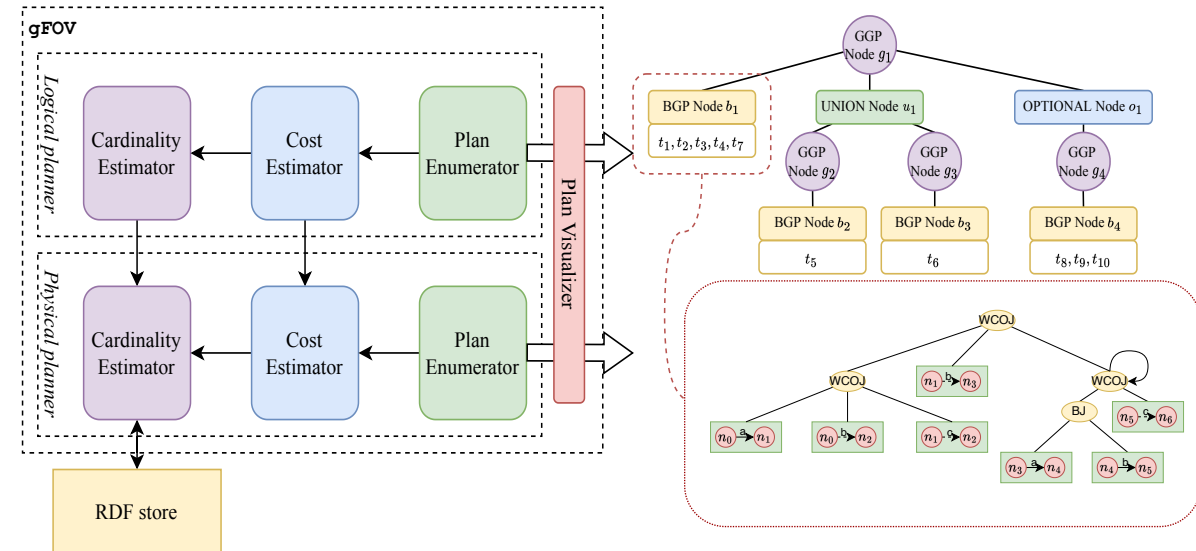 gFOV
Logical planner
Cardinality
Estimator
Cost
Estimator
Plan
Enumerator
Physical planner
Cardinality
Estimator
Cost
Estimator
Plan
Enumerator
Plan Visualizer
RDF store
GGP
Node g1
BGP Node b1
t1, t2, t3, t4, t7
UNION Node u1
OPTIONAL Node o1
GGP
Node g2
GGP
Node g3
GGP
Node g4
BGP Node b2
t5
BGP Node b3
t6
BGP Node b4
t8, t9, t10
WCOJ
WCOJ
n1 b n3
WCOJ
n0 a n1
n0 b n2
n1 c n2
BJ
n5 c n6
n3 a n4
n4 b n5